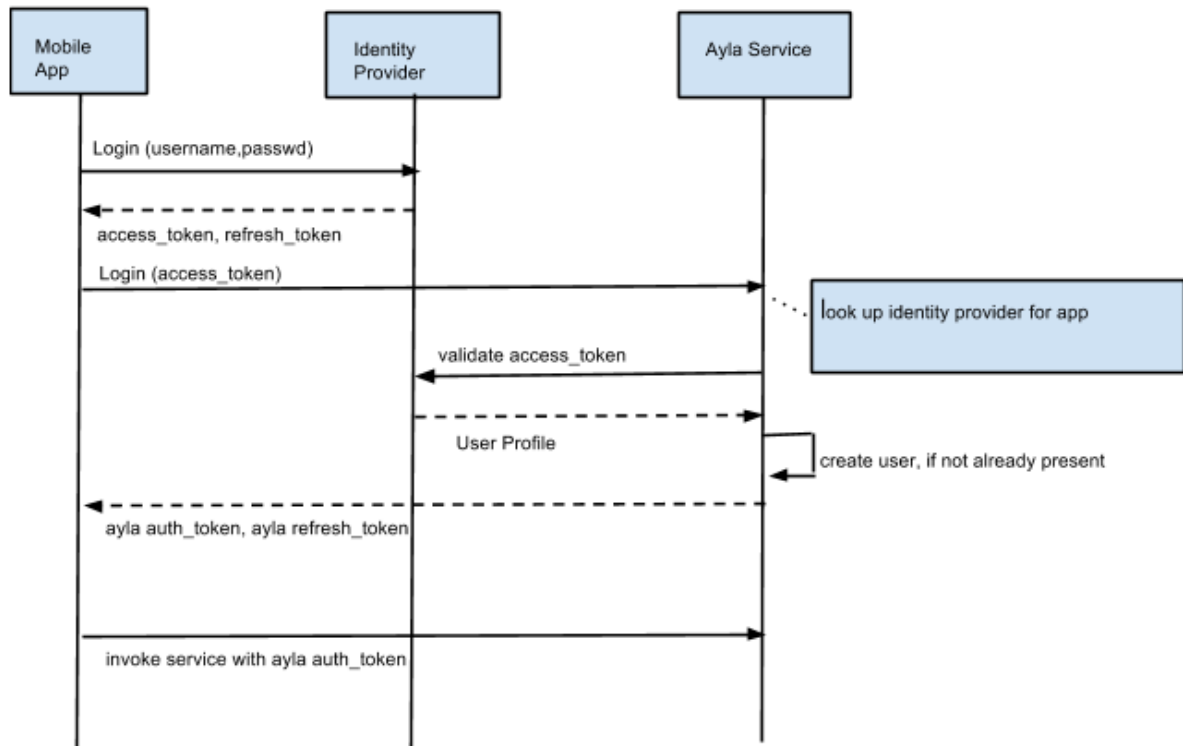 Mobile
App
Identity
Provider
Ayla Service
Login (username,passwd)
access_token, refresh_token
Login (access_token)
look up identity provider for app
validate access_token
User Profile
create user, if not already present
ayla auth_token, ayla refresh_token
invoke service with ayla auth_token